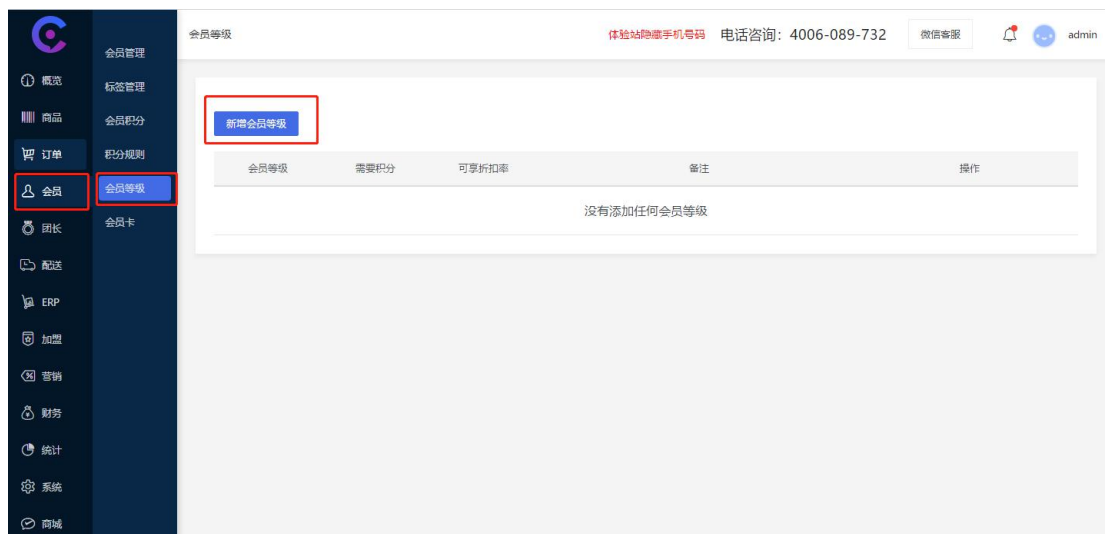 会员等级
体验站隐藏手机号码 电话咨询：4006-089-732 微信客服 admin
概览
商品
订单
会员
团长
配送
ERP
加盟
营销
财务
统计
系统
商城
会员管理
标签管理
会员积分
积分规则
会员等级
会员卡
新增会员等级
会员等级 需要积分 可享折扣率 备注 操作
没有添加任何会员等级